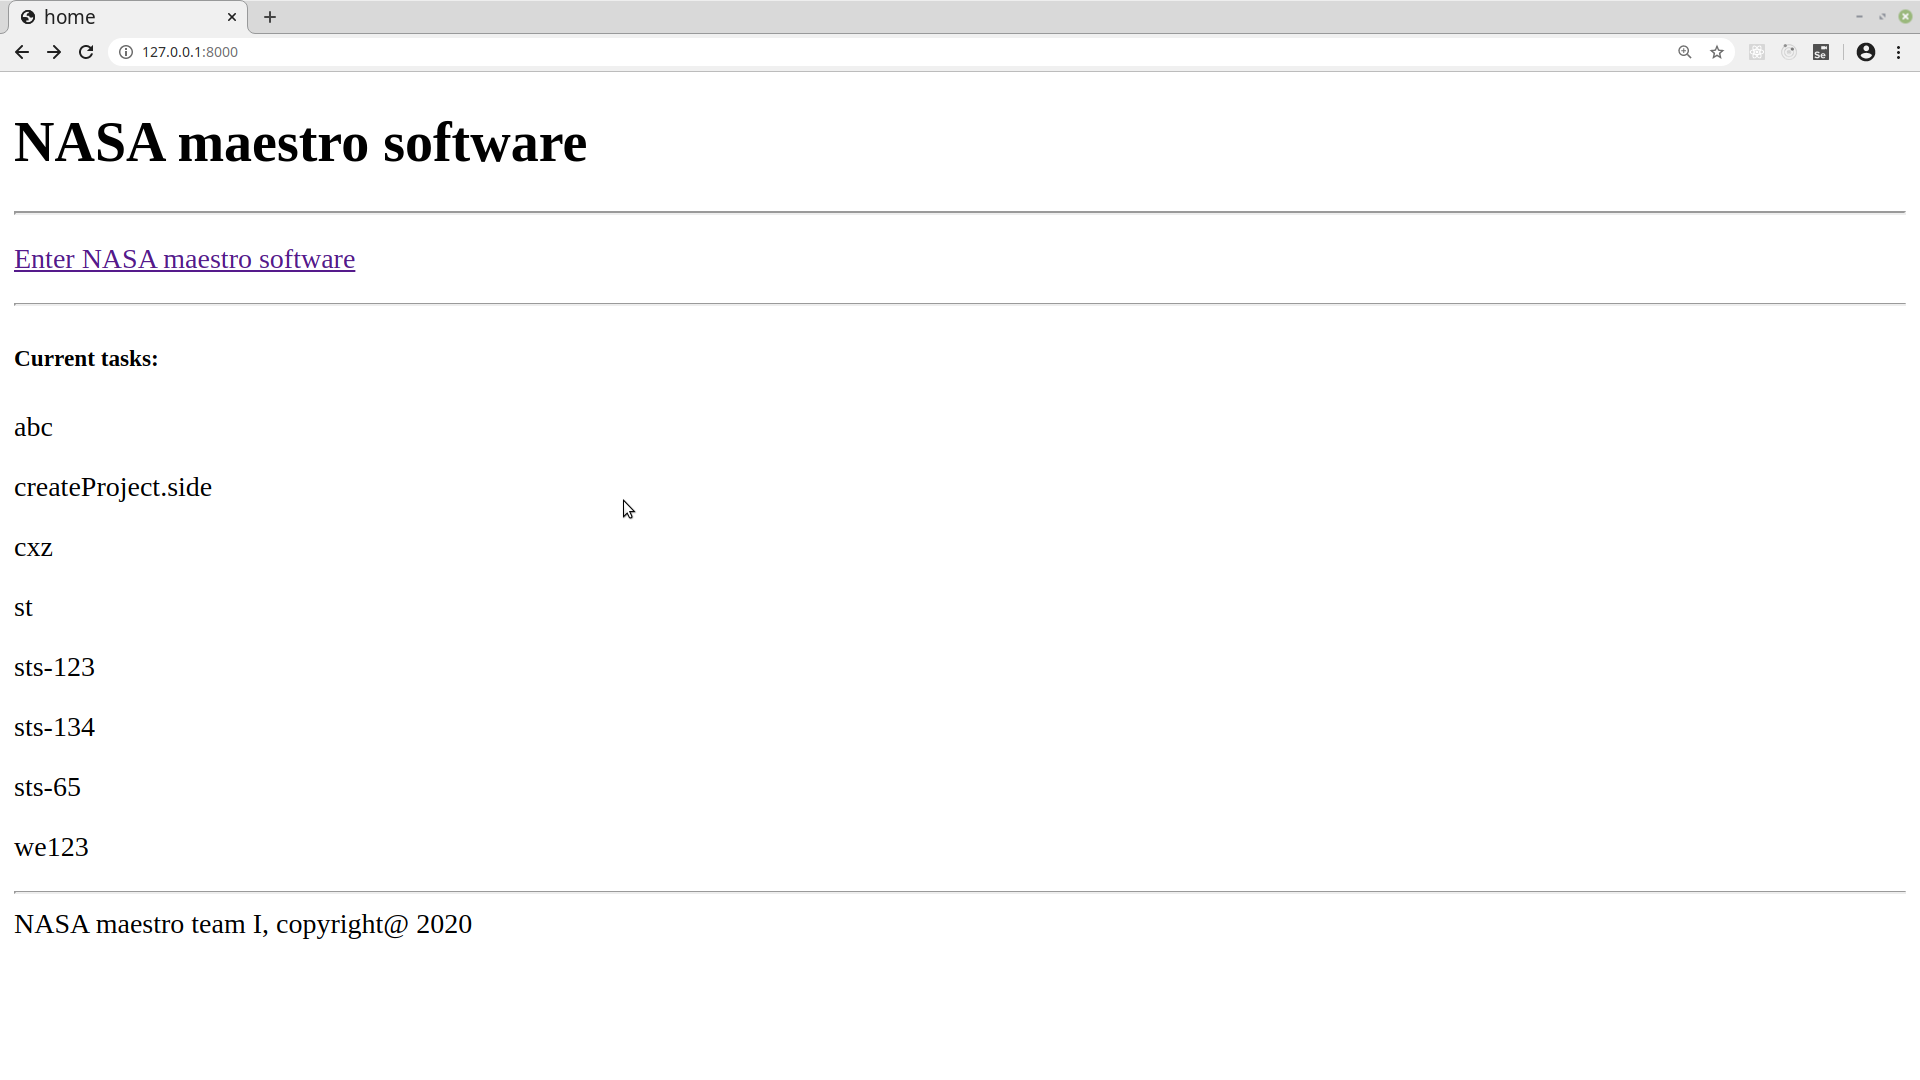 home
127.0.0.1:8000
Se
NASA maestro software
Enter NASA maestro software
Current tasks:
abc
createProject.side
cxz
st
sts-123
sts-134
sts-65
we123
NASA maestro team I, copyright@ 2020